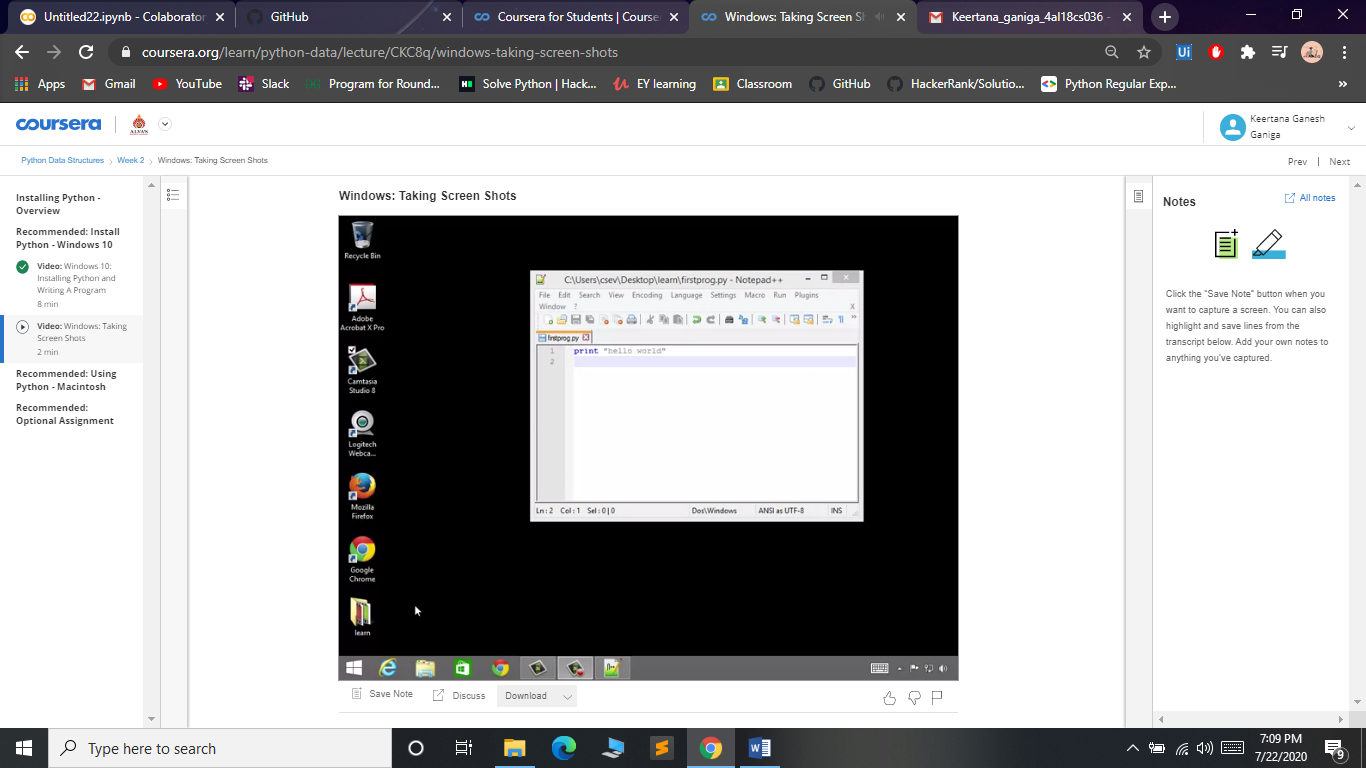 Untitled22.ipynb - Colaborator
GitHub
Coursera for Students | Course
Windows: Taking Screen S
Keertana_ganiga_4al18cs036 -
coursera.org/learn/python-data/lecture/CKC8q/windows-taking-screen-shots
Apps
Gmail
YouTube
Slack
Program for Round...
Solve Python | Hack...
EY learning
Classroom
GitHub
HackerRank/Solutio...
Python Regular Exp...
»
coursera
ALVA'S
Keertana Ganesh
Ganiga
Python Data Structures › Week 2 › Windows: Taking Screen Shots
Prev | Next
Installing Python -
Overview
Recommended: Install
Python - Windows 10
Video: Windows 10:
Installing Python and
Writing A Program
8 min
Video: Windows: Taking
Screen Shots
2 min
Recommended: Using
Python - Macintosh
Recommended:
Optional Assignment
Windows: Taking Screen Shots
Recycle Bin
Adobe
Acrobat X Pro
Camtasia
Studio 8
Logitech
Webca...
Mozilla
Firefox
Google
Chrome
learn
C:\Users\csev\Desktop\learn\firstprog.py - Notepad++
File Edit Search View Encoding Language Settings Macro Run Plugins
Window ? X
firstprog.py
1 print "hello world"
2
Ln : 2 Col : 1 Sel : 0 | 0 Dos\Windows ANSI as UTF-8 INS
Save Note
Discuss
Download
Notes
All notes
Click the "Save Note" button when you
want to capture a screen. You can also
highlight and save lines from the
transcript below. Add your own notes to
anything you've captured.
Type here to search
7:09 PM
7/22/2020
9